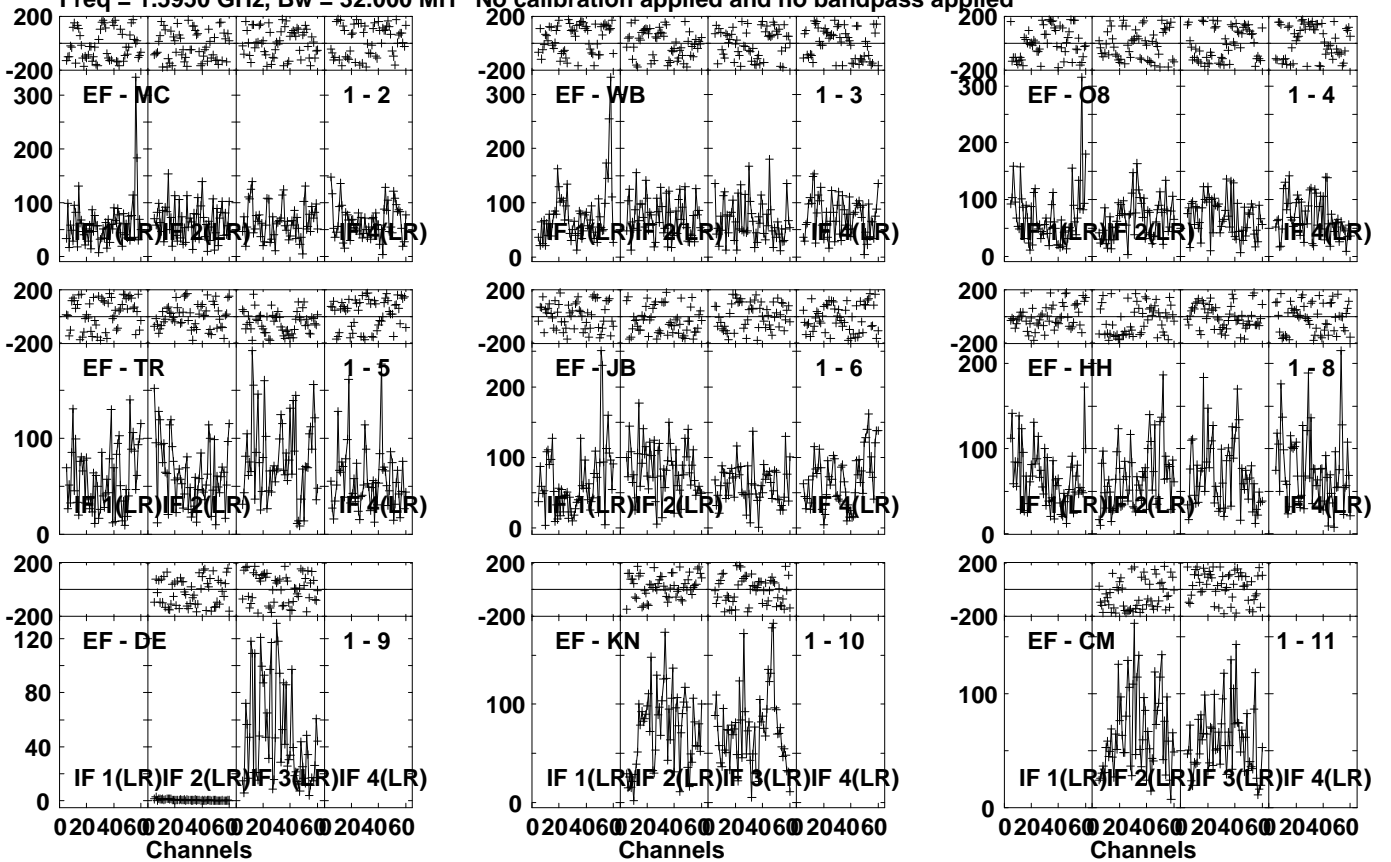 Freq = 1.5950 GHz, Bw = 32.000 MH No calibration applied and no bandpass applied
200
-200
300
200
100
0
EF - MC
1 - 2
IF 1(LR)
IF 2(LR)
IF 4(LR)
200
-200
300
200
100
0
EF - WB
1 - 3
IF 1(LR)
IF 2(LR)
IF 4(LR)
200
-200
300
200
100
0
EF - O8
1 - 4
IF 1(LR)
IF 2(LR)
IF 4(LR)
200
-200
100
0
EF - TR
1 - 5
IF 1(LR)
IF 2(LR)
IF 4(LR)
200
-200
200
100
0
EF - JB
1 - 6
IF 1(LR)
IF 2(LR)
IF 4(LR)
200
-200
200
100
0
EF - HH
1 - 8
IF 1(LR)
IF 2(LR)
IF 4(LR)
200
-200
120
80
40
0
EF - DE
1 - 9
IF 1(LR)
IF 2(LR)
IF 3(LR)
IF 4(LR)
0 20 40 60 0 20 40 60 0 20 40 60 0 20 40 60
Channels
200
-200
100
0
EF - KN
1 - 10
IF 1(LR)
IF 2(LR)
IF 3(LR)
IF 4(LR)
0 20 40 60 0 20 40 60 0 20 40 60 0 20 40 60
Channels
200
-200
100
0
EF - CM
1 - 11
IF 1(LR)
IF 2(LR)
IF 3(LR)
IF 4(LR)
0 20 40 60 0 20 40 60 0 20 40 60 0 20 40 60
Channels